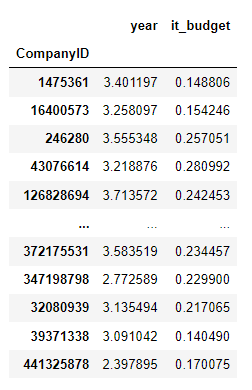 year it_budget
CompanyID
1475361 3.401197 0.148806
16400573 3.258097 0.154246
246280 3.555348 0.257051
43076614 3.218876 0.280992
126828694 3.713572 0.242453
... ... ...
372175531 3.583519 0.234457
347198798 2.772589 0.229900
32080939 3.135494 0.217065
39371338 3.091042 0.140490
441325878 2.397895 0.170075